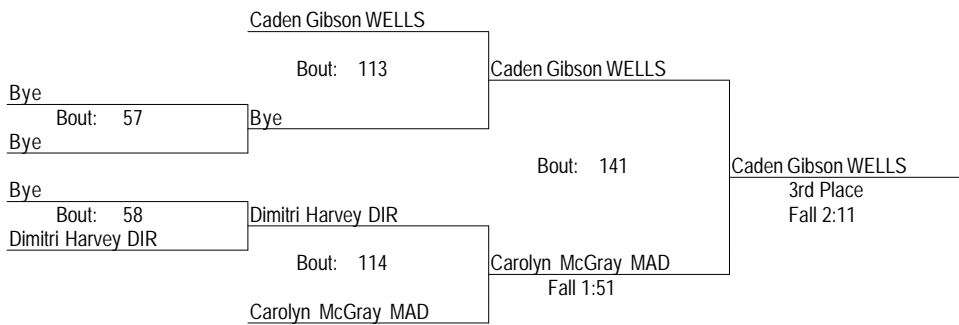 Caden Gibson WELLS
Bout: 113
Caden Gibson WELLS
Bye
Bout: 57
Bye
Bye
Bout: 141
Caden Gibson WELLS
3rd Place
Fall 2:11
Bye
Bout: 58
Dimitri Harvey DIR
Dimitri Harvey DIR
Bout: 114
Carolyn McGray MAD
Fall 1:51
Carolyn McGray MAD